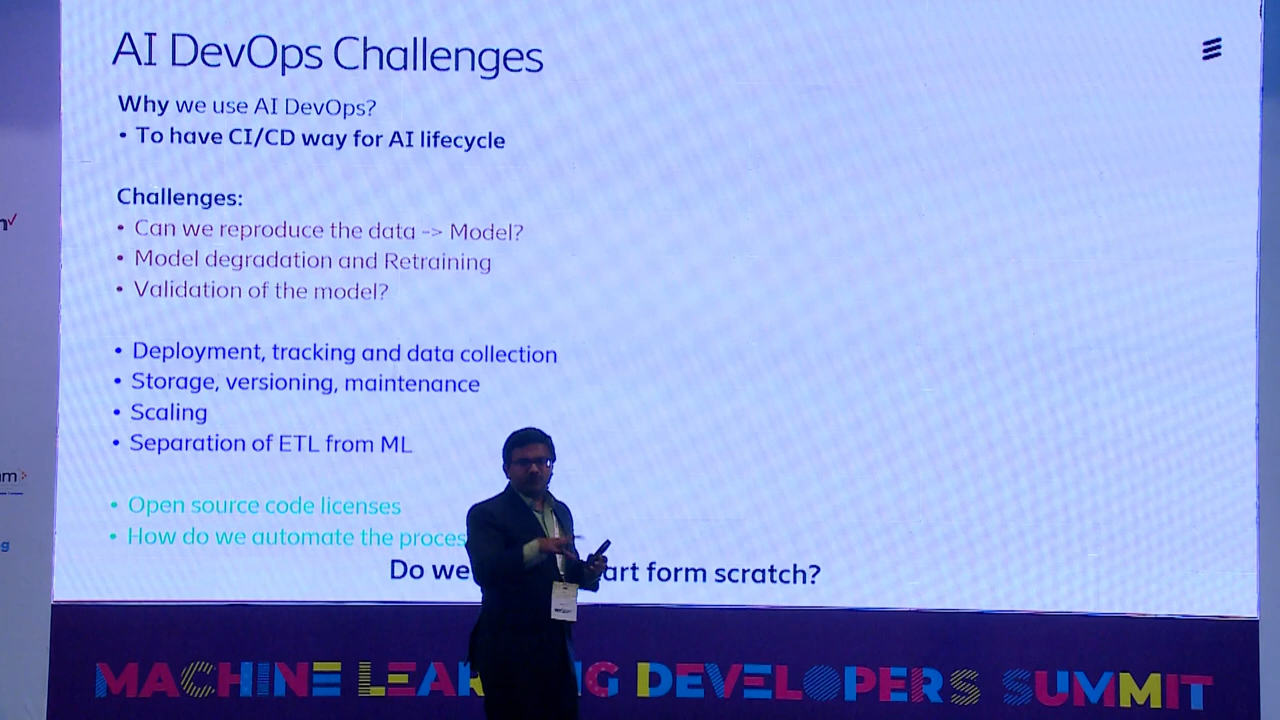 AI DevOps Challenges
Why we use AI DevOps?
• To have CI/CD way for AI lifecycle
Challenges:
• Can we reproduce the data -> Model?
• Model degradation and Retraining
• Validation of the model?
• Deployment, tracking and data collection
• Storage, versioning, maintenance
• Scaling
• Separation of ETL from ML
• Open source code licenses
• How do we automate the proces
Do we art form scratch?
MACHINE LEAR G DEVELOPERS SUMMIT